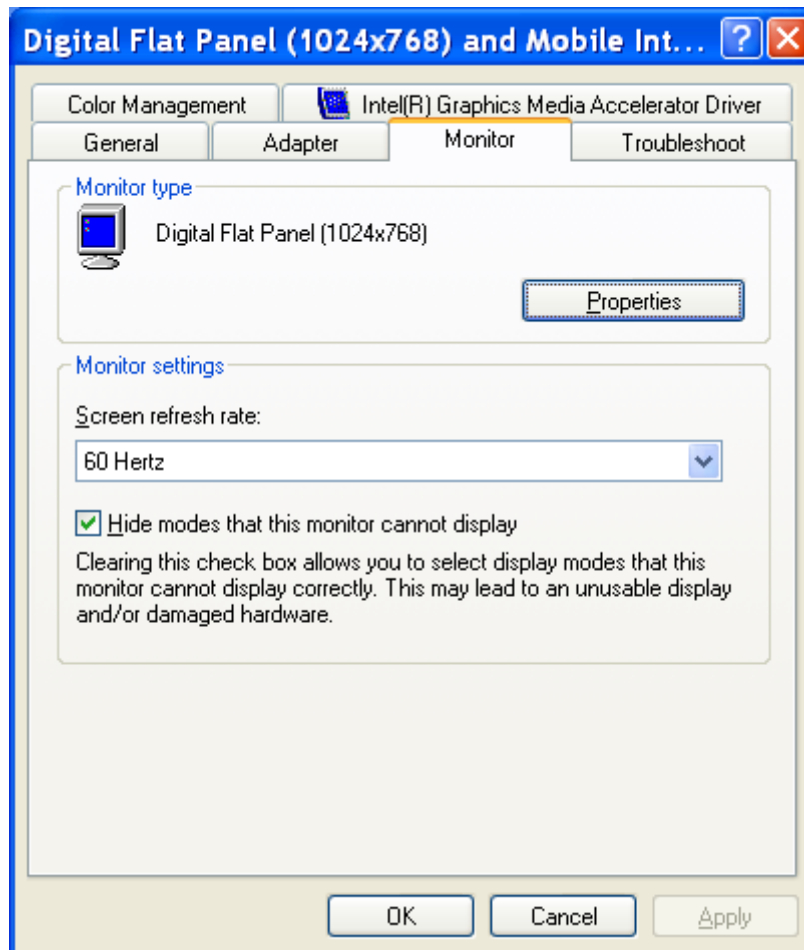 Digital Flat Panel (1024x768) and Mobile Int...
Color Management
Intel(R) Graphics Media Accelerator Driver
General
Adapter
Monitor
Troubleshoot
Monitor type
Digital Flat Panel (1024x768)
Properties
Monitor settings
Screen refresh rate:
60 Hertz
Hide modes that this monitor cannot display
Clearing this check box allows you to select display modes that this
monitor cannot display correctly. This may lead to an unusable display
and/or damaged hardware.
OK
Cancel
Apply